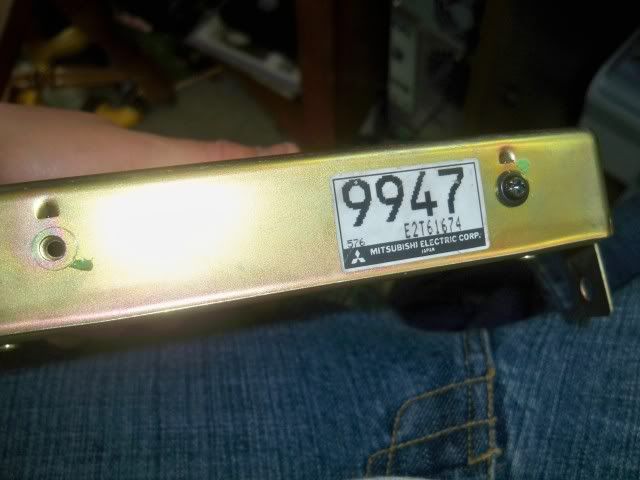 9947
E2T61674
576
MITSUBISHI ELECTRIC CORP.
JAPAN